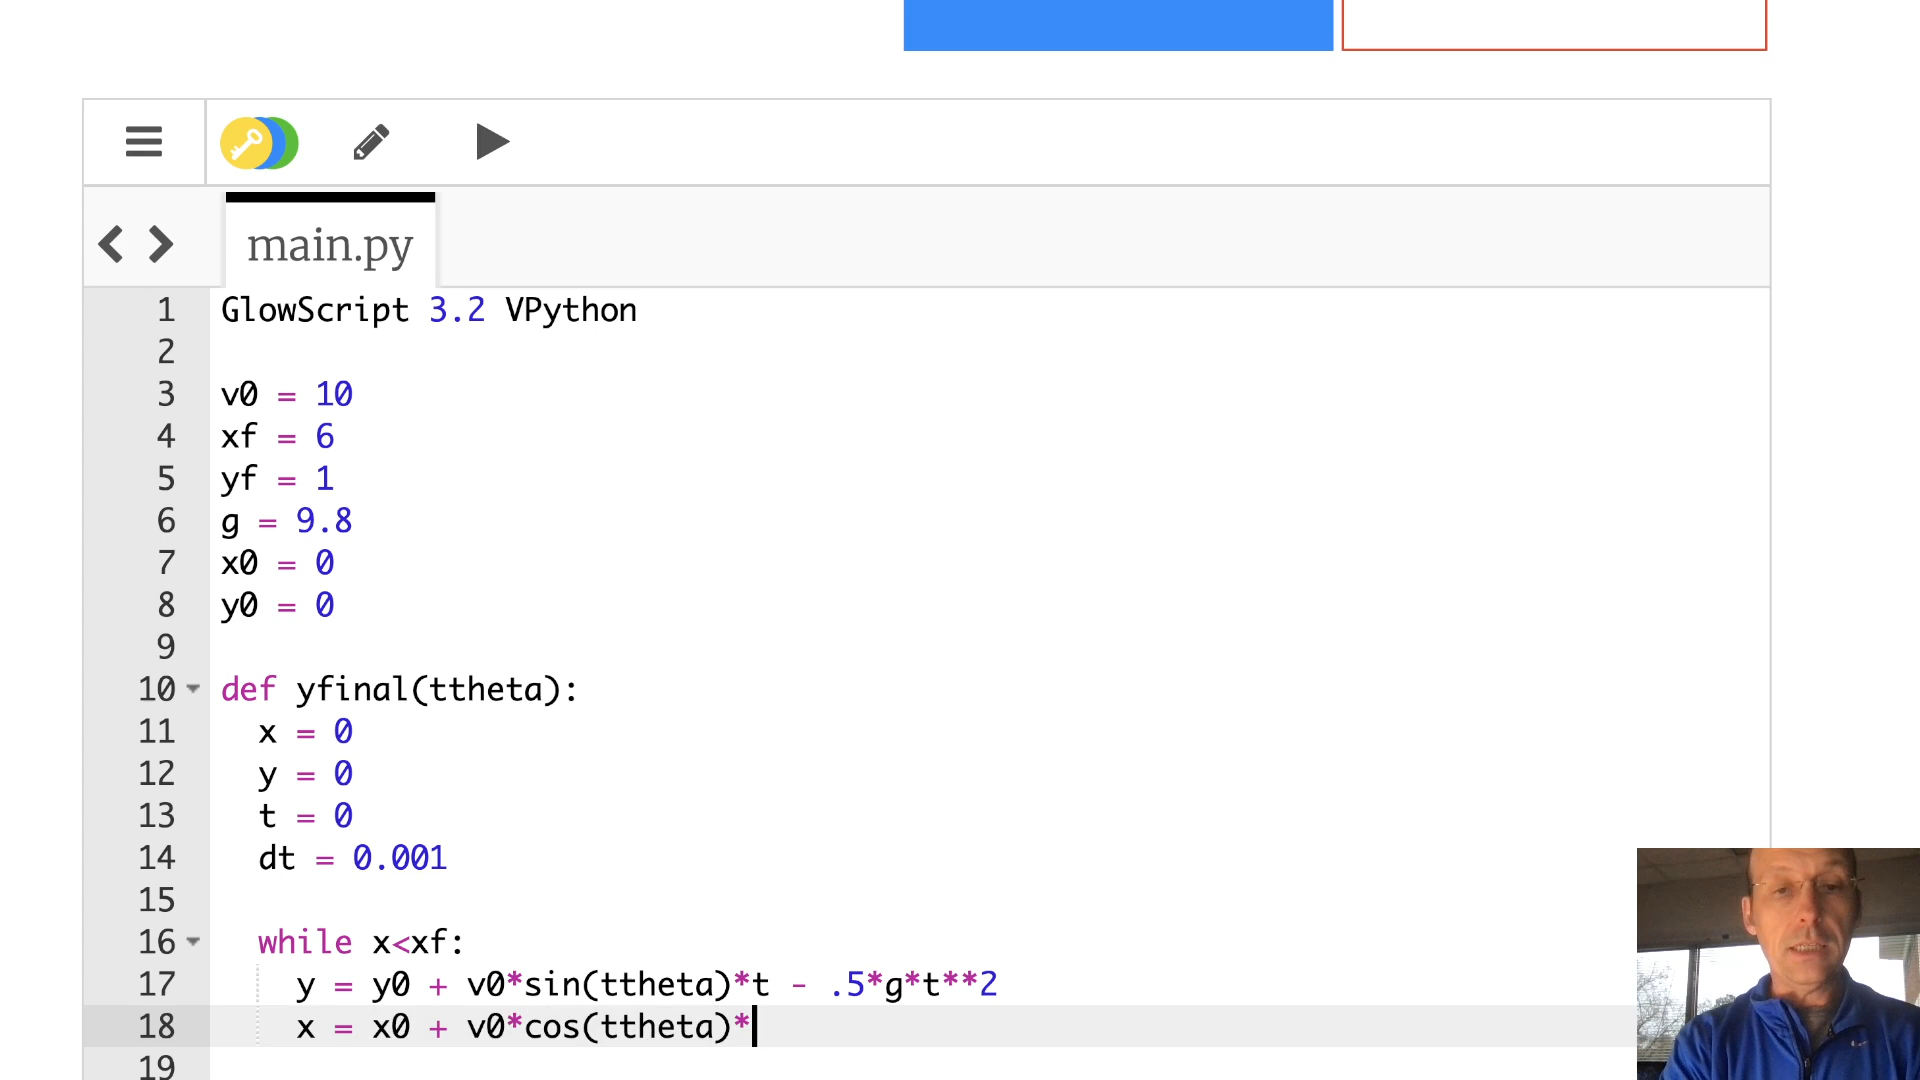 main.py
1 GlowScript 3.2 VPython
2
3 v0 = 10
4 xf = 6
5 yf = 1
6 g = 9.8
7 x0 = 0
8 y0 = 0
9
10 def yfinal(ttheta):
11 x = 0
12 y = 0
13 t = 0
14 dt = 0.001
15
16 while x<xf:
17 y = y0 + v0*sin(ttheta)*t - .5*g*t**2
18 x = x0 + v0*cos(ttheta)*
19